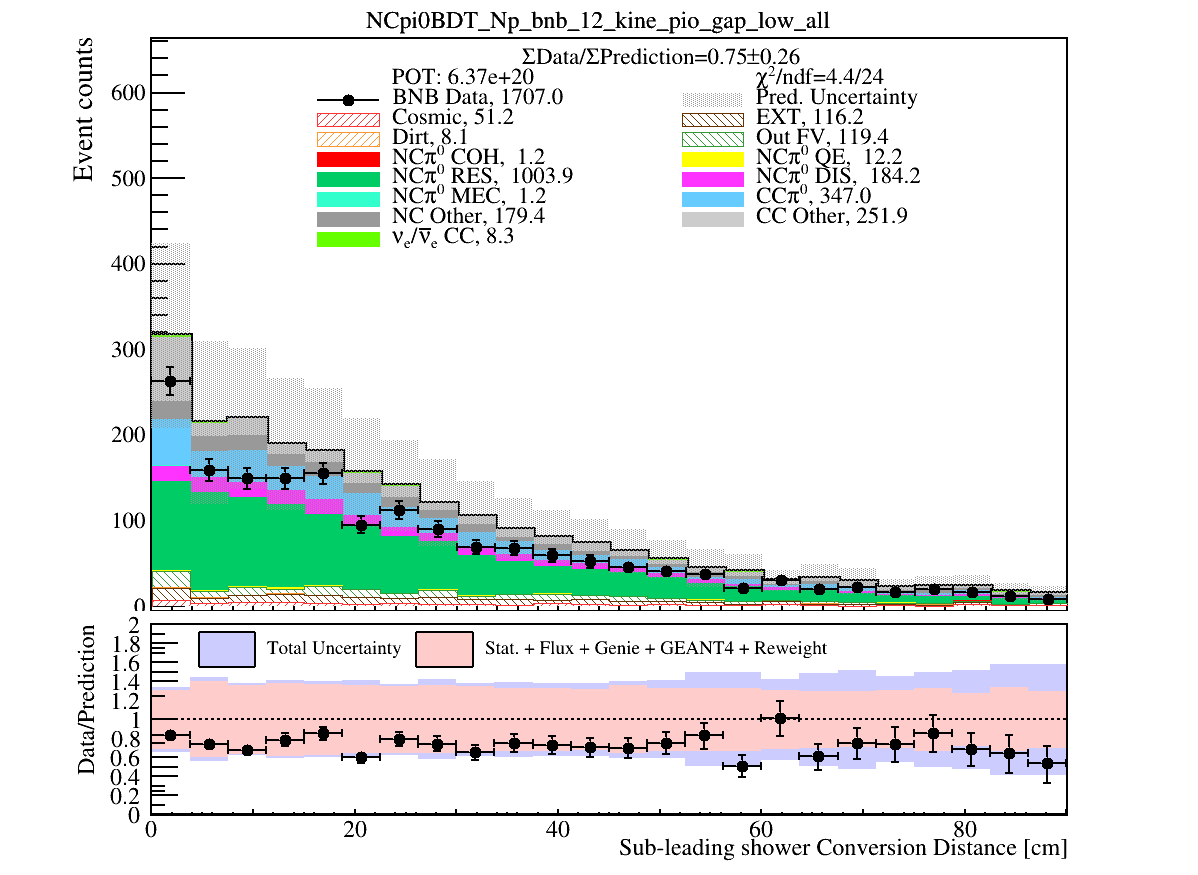 NCpi0BDT_Np_bnb_12_kine_pio_gap_low_all
ΣData/ΣPrediction=0.75±0.26
POT: 6.37e+20
χ²/ndf=4.4/24
BNB Data, 1707.0
Pred. Uncertainty
Cosmic, 51.2
EXT, 116.2
Dirt, 8.1
Out FV, 119.4
NCπ⁰ COH,  1.2
NCπ⁰ QE,  12.2
NCπ⁰ RES,  1003.9
NCπ⁰ DIS,  184.2
NCπ⁰ MEC,  1.2
CCπ⁰, 347.0
NC Other, 179.4
CC Other, 251.9
νₑ/ν̅ₑ CC, 8.3
Event counts
600
500
400
300
200
100
0
Total Uncertainty
Stat. + Flux + Genie + GEANT4 + Reweight
Data/Prediction
2
1.8
1.6
1.4
1.2
1
0.8
0.6
0.4
0.2
0
0 20 40 60 80
Sub-leading shower Conversion Distance [cm]